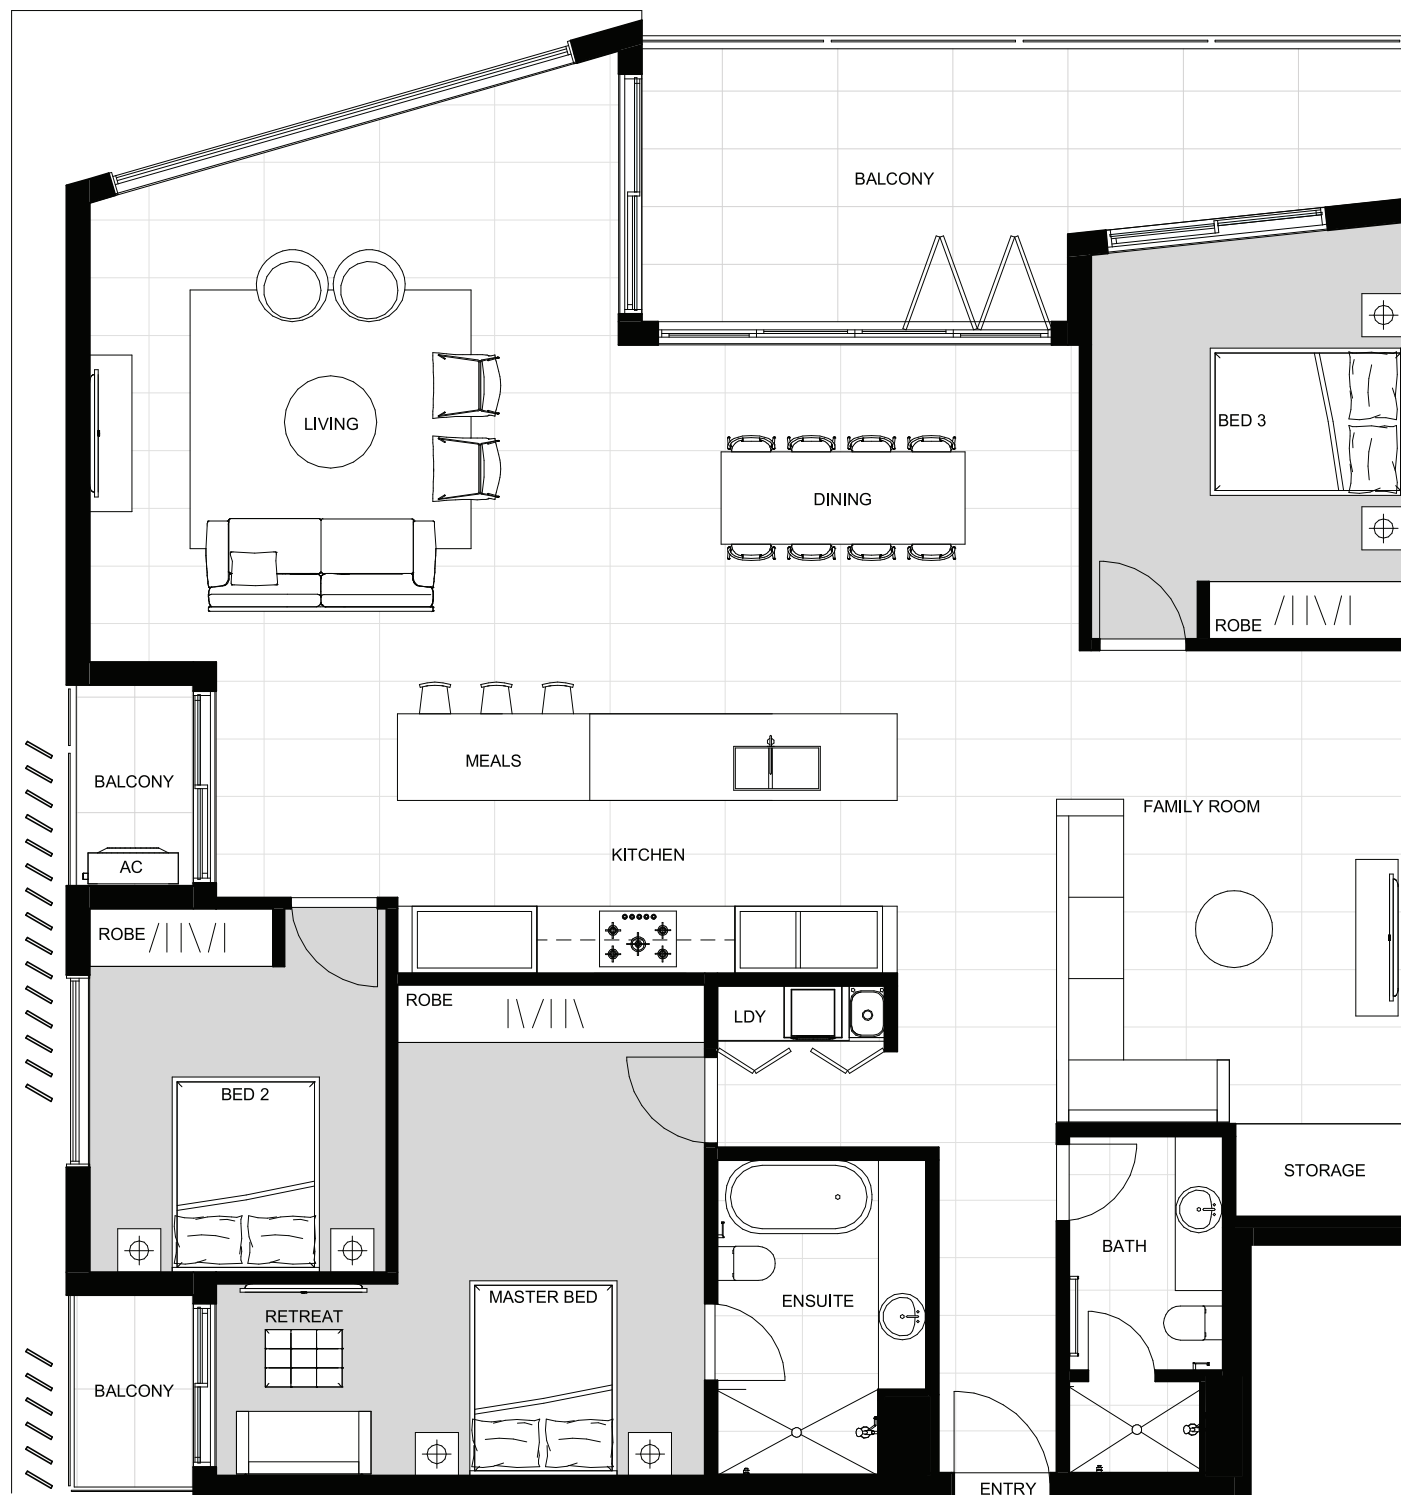 BALCONY
LIVING
BED 3
DINING
ROBE
MEALS
BALCONY
FAMILY ROOM
KITCHEN
AC
ROBE
ROBE
LDY
BED 2
STORAGE
BATH
MASTER BED
ENSUITE
RETREAT
BALCONY
ENTRY